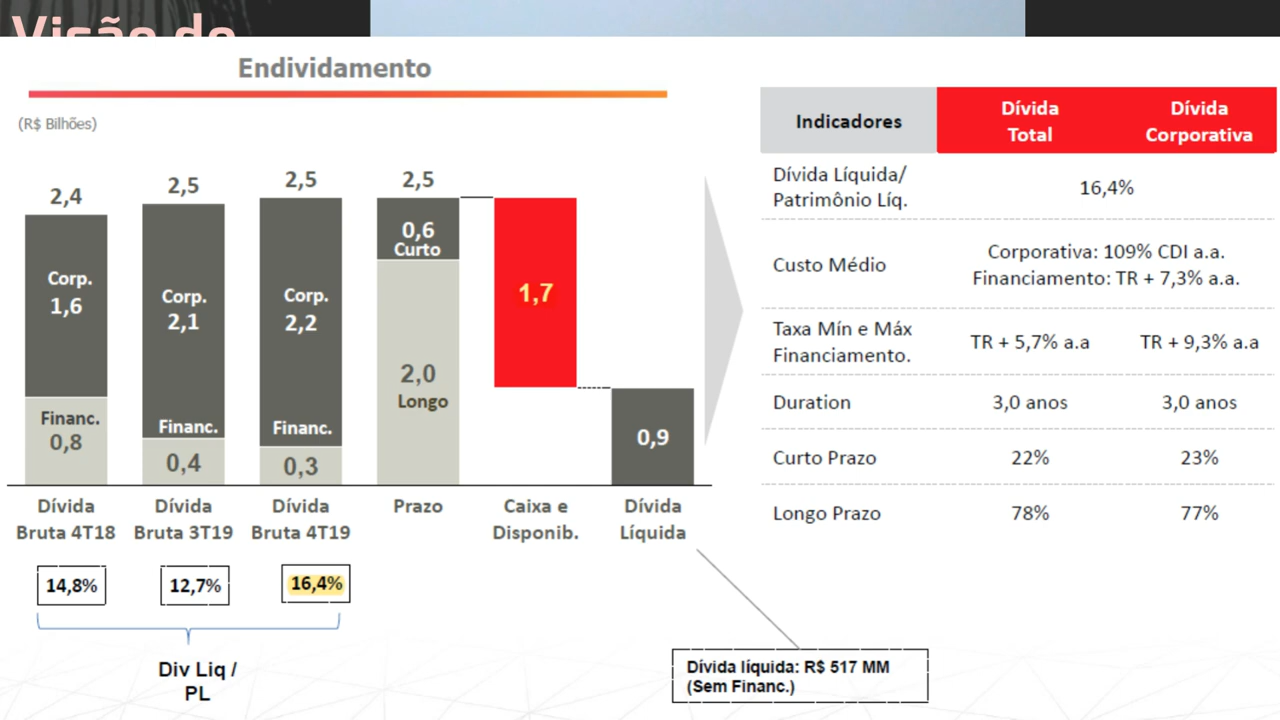 Visão do
Endividamento
(R$ Bilhões)
2,4
2,5
2,5
2,5
Corp.
1,6
Financ.
0,8
Corp.
2,1
Financ.
0,4
Corp.
2,2
Financ.
0,3
0,6
Curto
2,0
Longo
1,7
0,9
Dívida
Bruta 4T18
Dívida
Bruta 3T19
Dívida
Bruta 4T19
Prazo
Caixa e
Disponib.
Dívida
Líquida
14,8%
12,7%
16,4%
Div Liq /
PL
Dívida líquida: R$ 517 MM
(Sem Financ.)
Indicadores
Dívida
Total
Dívida
Corporativa
Dívida Líquida/
Patrimônio Líq.
16,4%
Custo Médio
Corporativa: 109% CDI a.a.
Financiamento: TR + 7,3% a.a.
Taxa Mín e Máx
Financiamento.
TR + 5,7% a.a
TR + 9,3% a.a
Duration
3,0 anos
3,0 anos
Curto Prazo
22%
23%
Longo Prazo
78%
77%